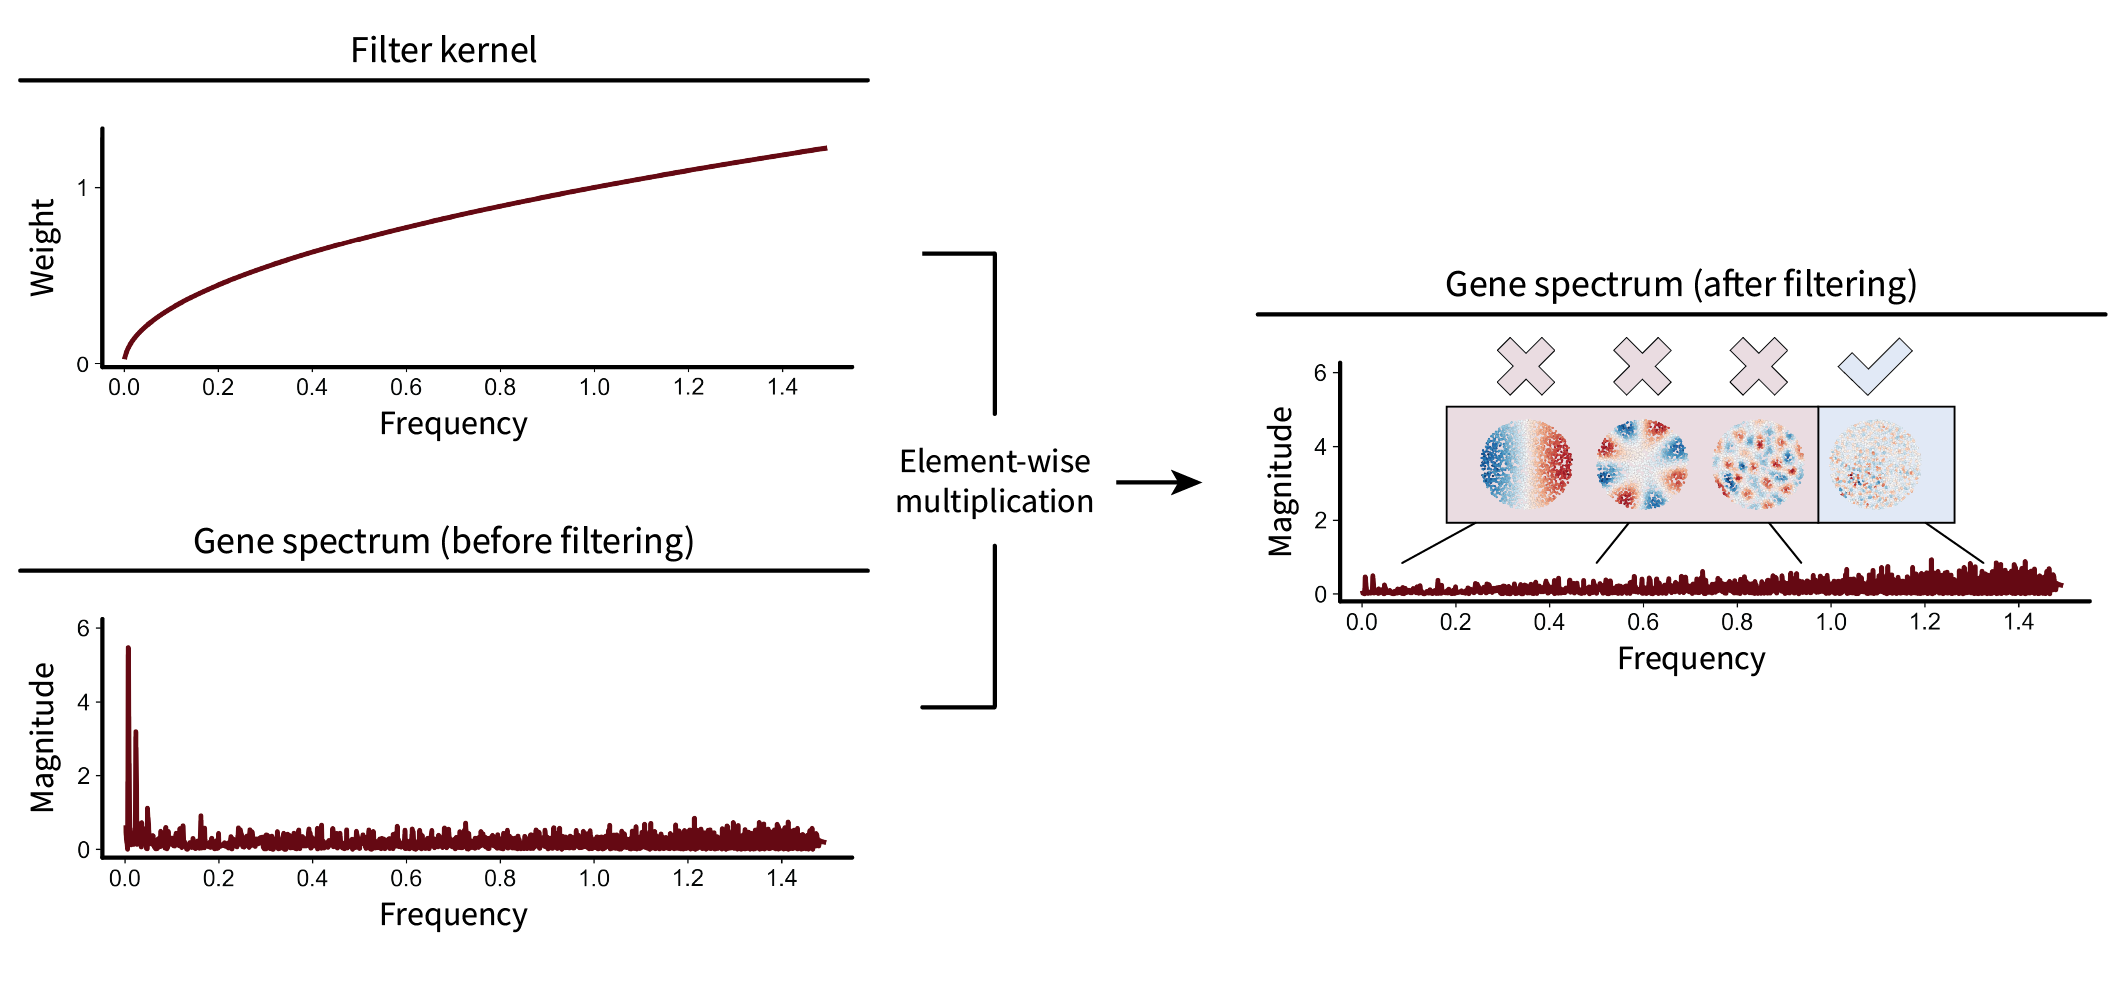 Filter kernel
Weight
1
0
0.0 0.2 0.4 0.6 0.8 1.0 1.2 1.4
Frequency
Gene spectrum (before filtering)
Magnitude
6
4
2
0
0.0 0.2 0.4 0.6 0.8 1.0 1.2 1.4
Frequency
Element-wise
multiplication
Gene spectrum (after filtering)
Magnitude
6
4
2
0
0.0 0.2 0.4 0.6 0.8 1.0 1.2 1.4
Frequency